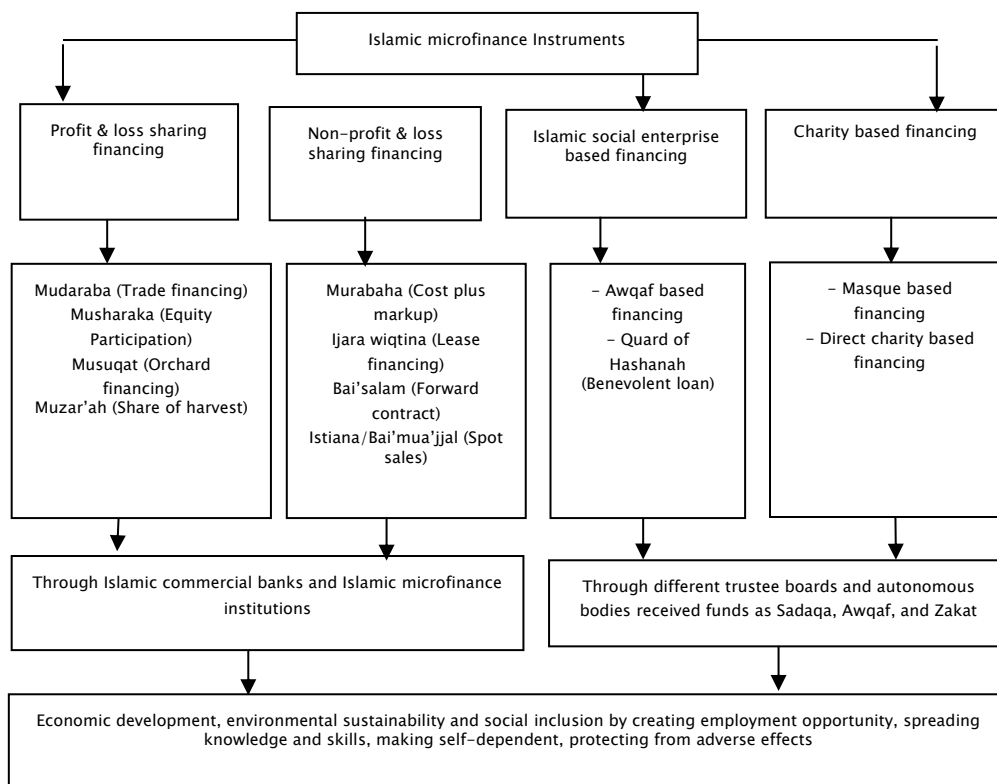 Islamic microfinance Instruments
Profit & loss sharing
financing
Non-profit & loss
sharing financing
Islamic social enterprise
based financing
Charity based financing
Mudaraba (Trade financing)
Musharaka (Equity
Participation)
Musuqat (Orchard
financing)
Muzar'ah (Share of harvest)
Murabaha (Cost plus
markup)
Ijara wiqtina (Lease
financing)
Bai'salam (Forward
contract)
Istiana/Bai'mua'jjal (Spot
sales)
– Awqaf based
financing
– Quard of
Hashanah
(Benevolent loan)
– Masque based
financing
– Direct charity based
financing
Through Islamic commercial banks and Islamic microfinance
institutions
Through different trustee boards and autonomous
bodies received funds as Sadaqa, Awqaf, and Zakat
Economic development, environmental sustainability and social inclusion by creating employment opportunity, spreading
knowledge and skills, making self-dependent, protecting from adverse effects